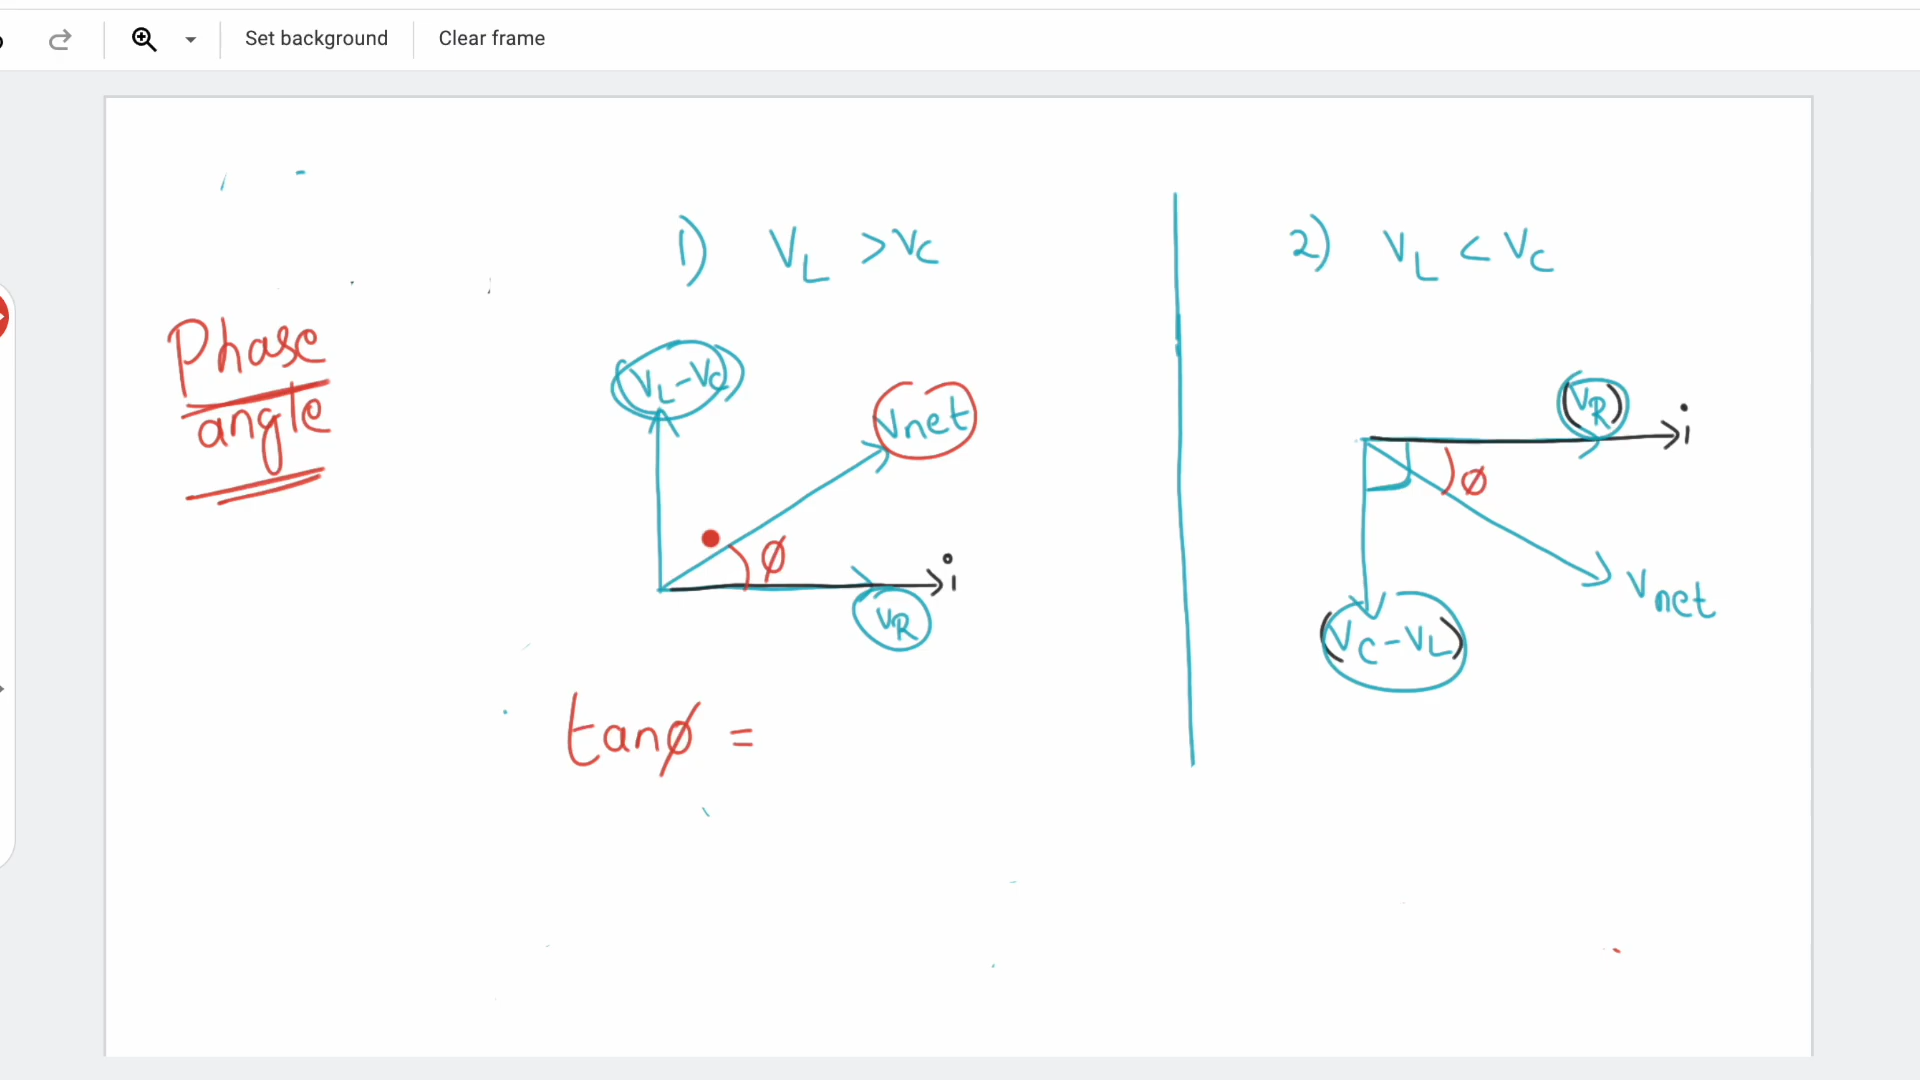 Set background
Clear frame
1) VL > VC
2) VL < VC
Phase
angle
(VL - VC)
Vnet
ϕ
i
VR
(VR)
i
ϕ
Vnet
(VC - VL)
tanϕ =